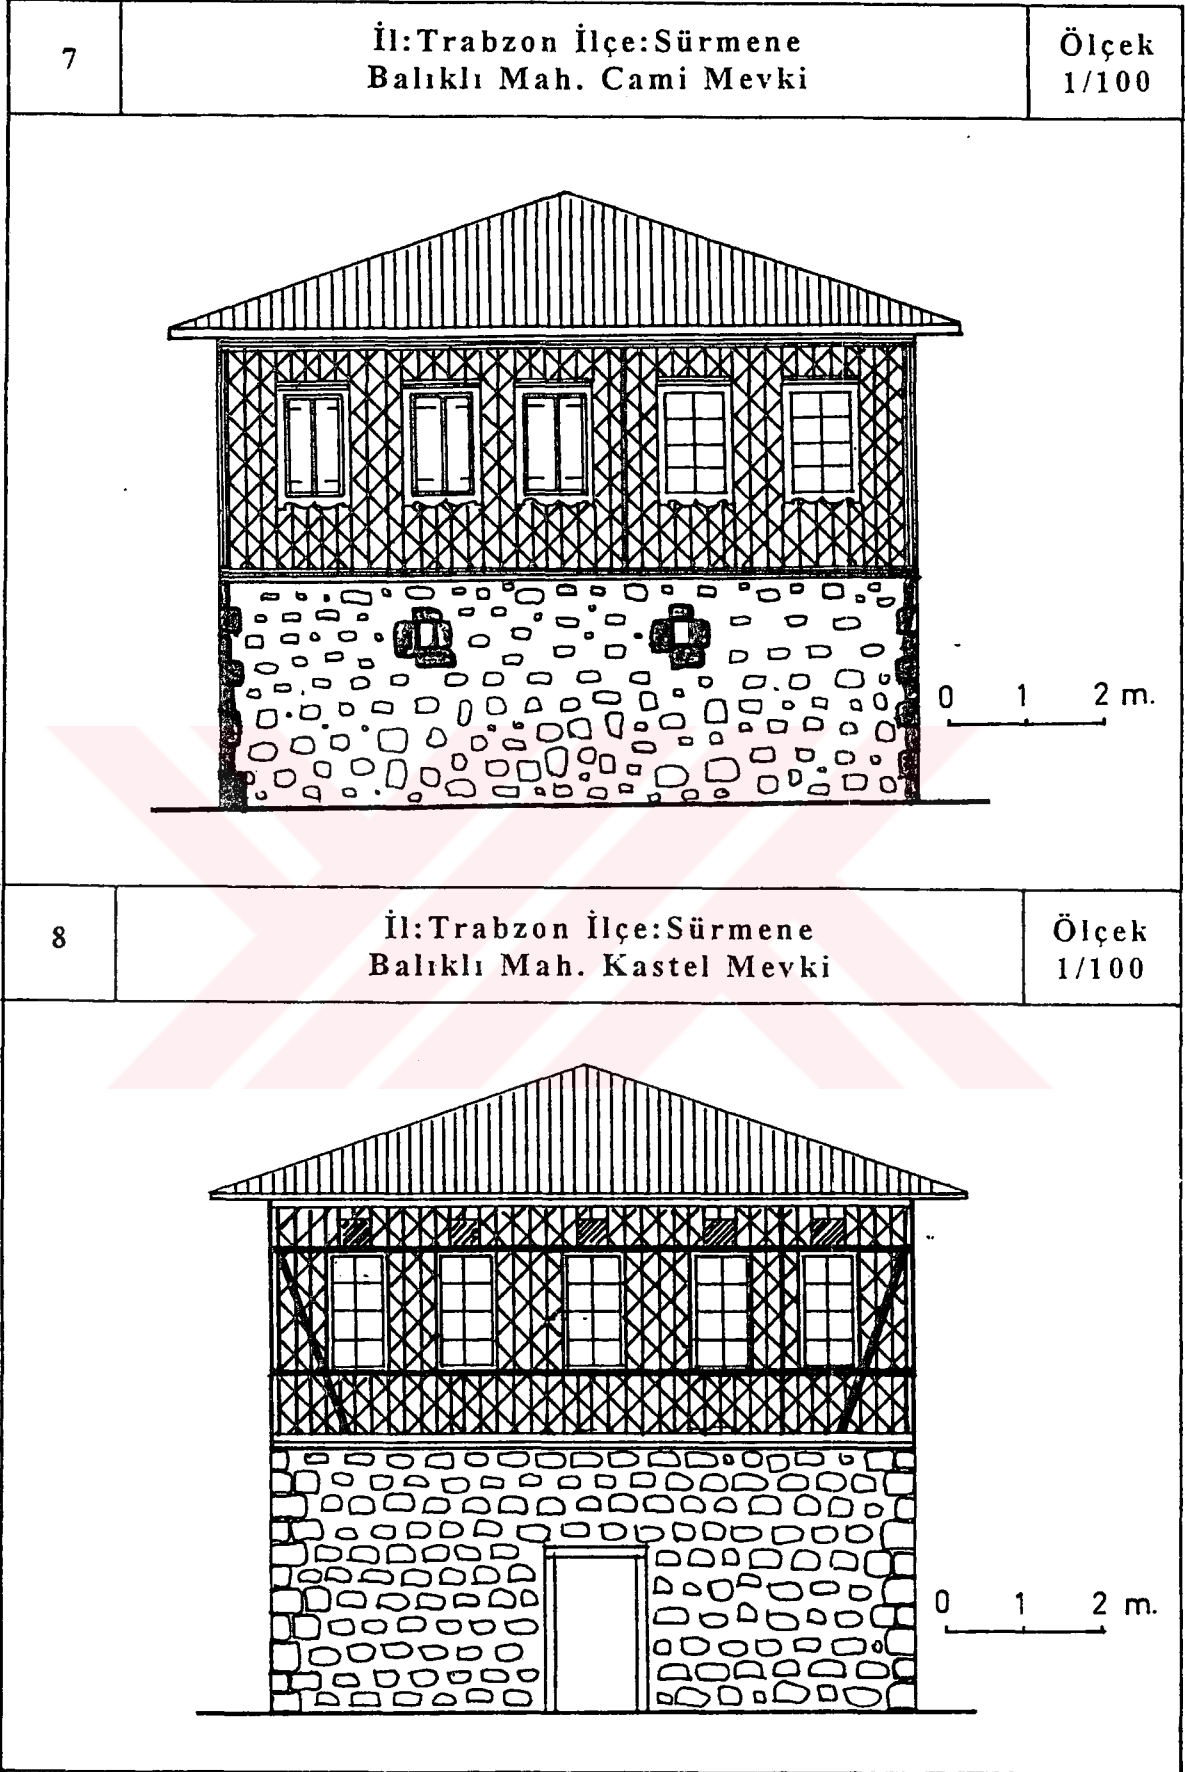 7
İl:Trabzon İlçe:Sürmene
Balıklı Mah. Cami Mevki
Ölçek
1/100
0 1 2 m.
8
İl:Trabzon İlçe:Sürmene
Balıklı Mah. Kastel Mevki
Ölçek
1/100
0 1 2 m.